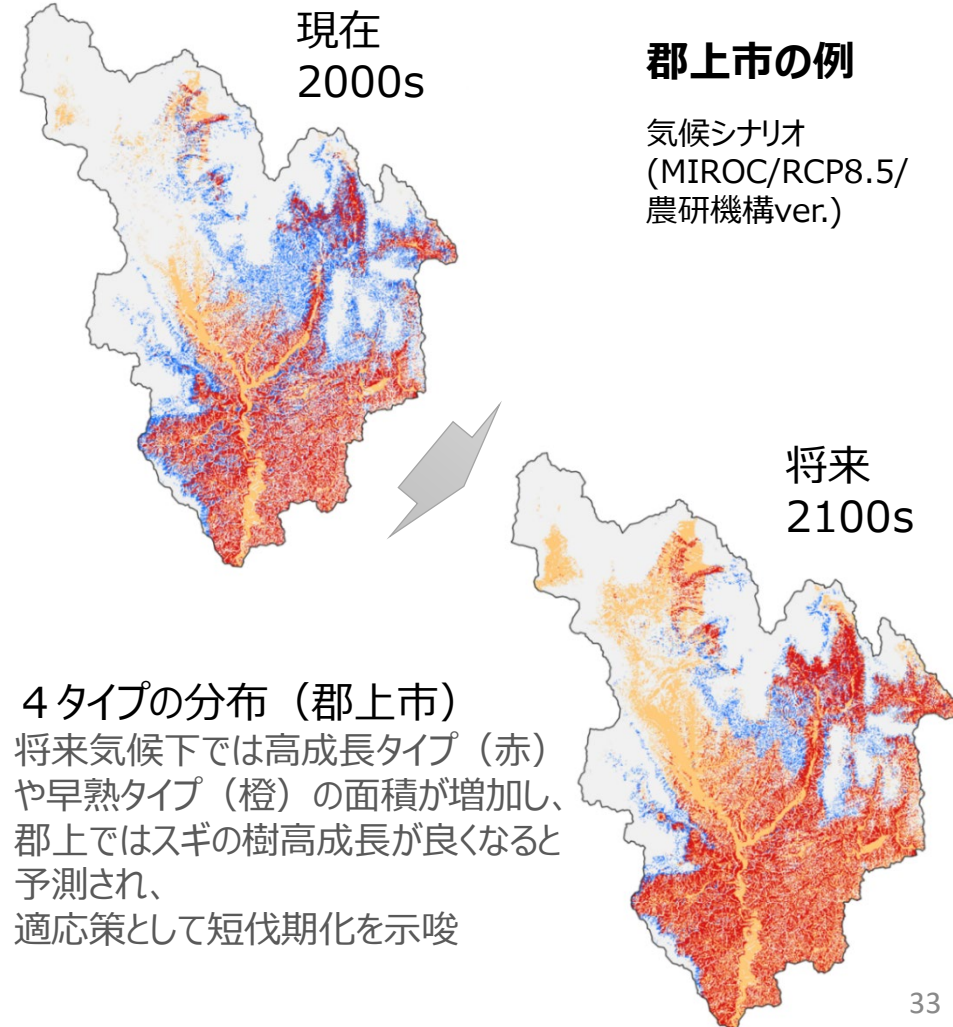 現在
2000s
郡上市の例
気候シナリオ
(MIROC/RCP8.5/
農研機構ver.)
将来
2100s
４タイプの分布（郡上市）
将来気候下では高成長タイプ（赤）
や早熟タイプ（橙）の面積が増加し、
郡上ではスギの樹高成長が良くなると
予測され、
適応策として短伐期化を示唆
33